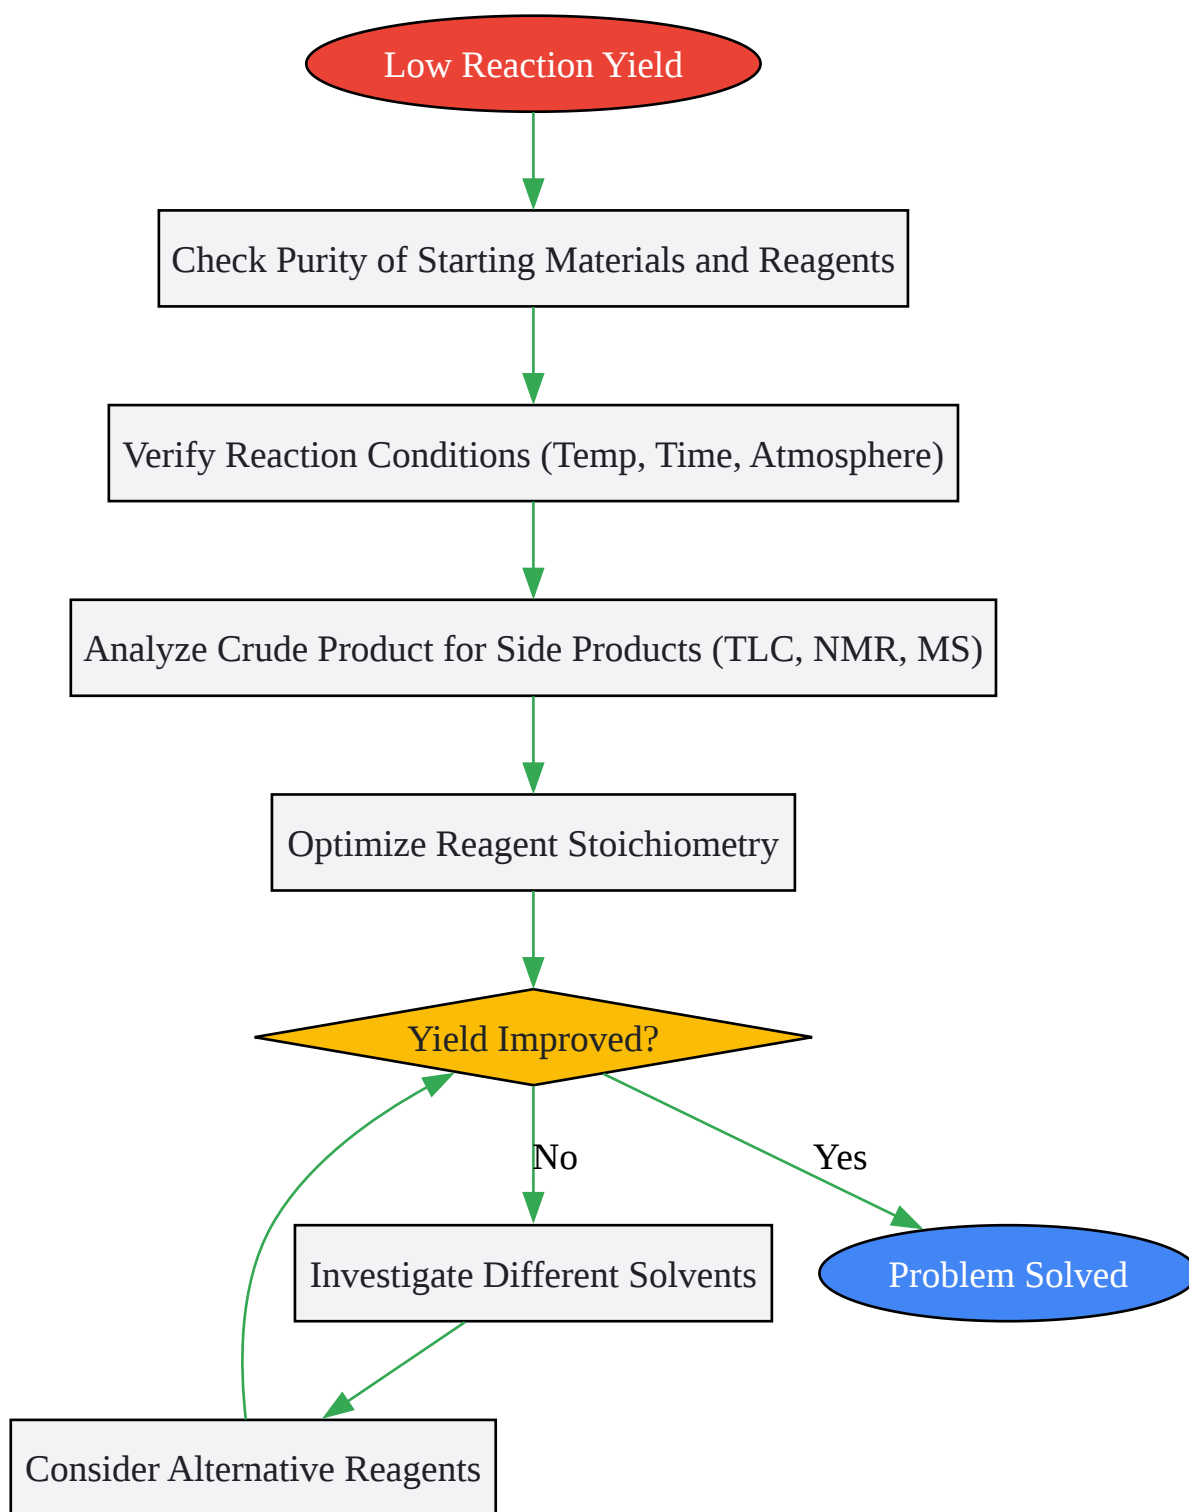 Low Reaction Yield
Check Purity of Starting Materials and Reagents
Verify Reaction Conditions (Temp, Time, Atmosphere)
Analyze Crude Product for Side Products (TLC, NMR, MS)
Optimize Reagent Stoichiometry
Yield Improved?
No
Yes
Investigate Different Solvents
Problem Solved
Consider Alternative Reagents